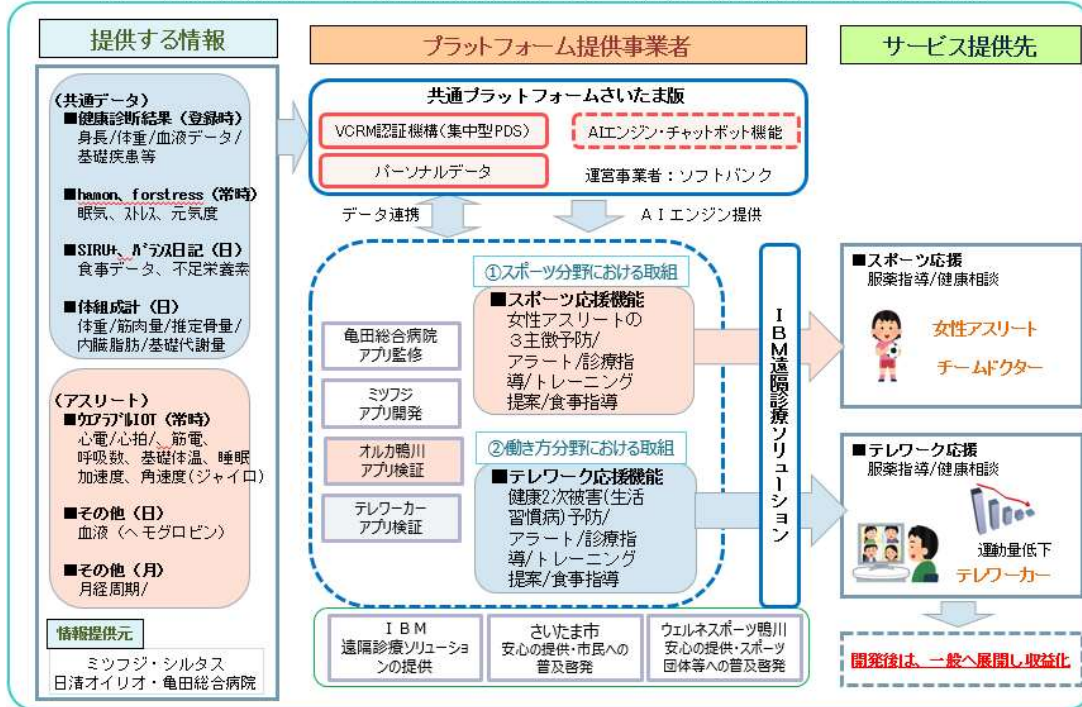 提供する情報
(共通データ)
■健康診断結果(登録時)
身長/体重/血液データ/
基礎疾患等
■hamon、forstress(常時)
眠気、ｽﾄﾚｽ、元気度
■SIRU+、ﾊﾞﾗﾝｽ日記(日)
食事データ、不足栄養素
■体組成計(日)
体重/筋肉量/推定骨量/
内臓脂肪/基礎代謝量
(アスリート)
■ｳｴｱﾗﾌﾞﾙIOT(常時)
心電/心拍/、筋電、
呼吸数、基礎体温、睡眠
加速度、角速度(ジャイロ)
■その他(日)
血液(ヘモグロビン)
■その他(月)
月経周期/
情報提供元
ミツフジ・シルタス
日清オイリオ・亀田総合病院
プラットフォーム提供事業者
共通プラットフォームさいたま版
VCRM認証機構(集中型PDS)
AIエンジン・チャットボット機能
パーソナルデータ
運営事業者：ソフトバンク
データ連携
ＡＩエンジン提供
亀田総合病院
アプリ監修
ミツフジ
アプリ開発
オルカ鴨川
アプリ検証
テレワーカー
アプリ検証
①スポーツ分野における取組
■スポーツ応援機能
女性アスリートの
３主徴予防/
アラート/診療指
導/トレーニング
提案/食事指導
②働き方分野における取組
■テレワーク応援機能
健康2次被害(生活
習慣病)予防/
アラート/診療指
導/トレーニング
提案/食事指導
ＩＢＭ遠隔診療ソリューション
ＩＢＭ
遠隔診療ソリューショ
ンの提供
さいたま市
安心の提供・市民への
普及啓発
ウェルネスポーツ鴨川
安心の提供・スポーツ
団体等への普及啓発
サービス提供先
■スポーツ応援
服薬指導/健康相談
女性アスリート
チームドクター
■テレワーク応援
服薬指導/健康相談
運動量低下
テレワーカー
開発後は、一般へ展開し収益化